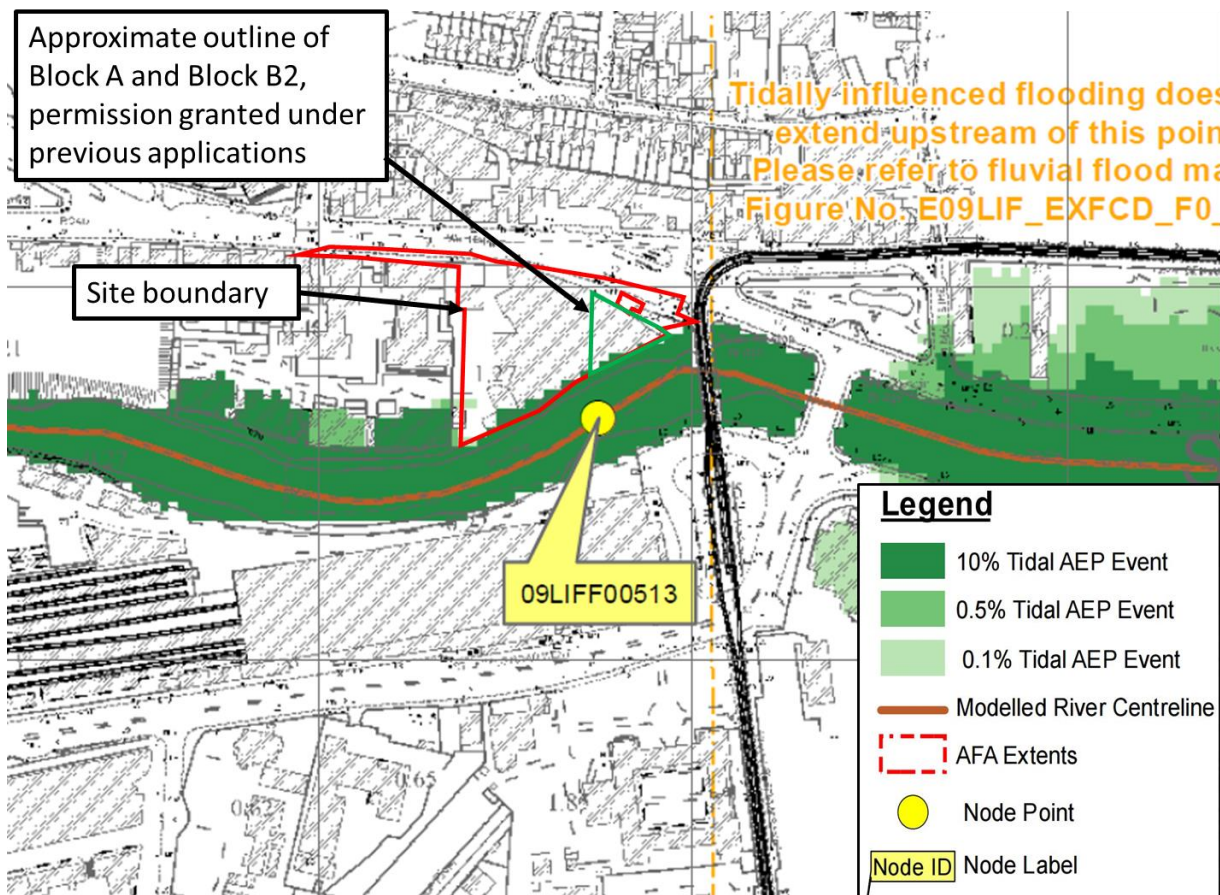 Approximate outline of
Block A and Block B2,
permission granted under
previous applications
Tidally influenced flooding does
extend upstream of this poin
Please refer to fluvial flood ma
Figure No. E09LIF_EXFCD_F0_
Site boundary
09LIFF00513
0.65
Legend
10% Tidal AEP Event
0.5% Tidal AEP Event
0.1% Tidal AEP Event
Modelled River Centreline
AFA Extents
Node Point
Node ID Node Label